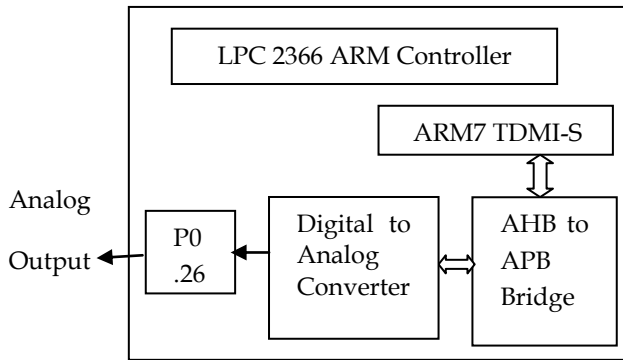 LPC 2366 ARM Controller
ARM7 TDMI-S
Analog
Output
P0
.26
Digital to
Analog
Converter
AHB to
APB
Bridge